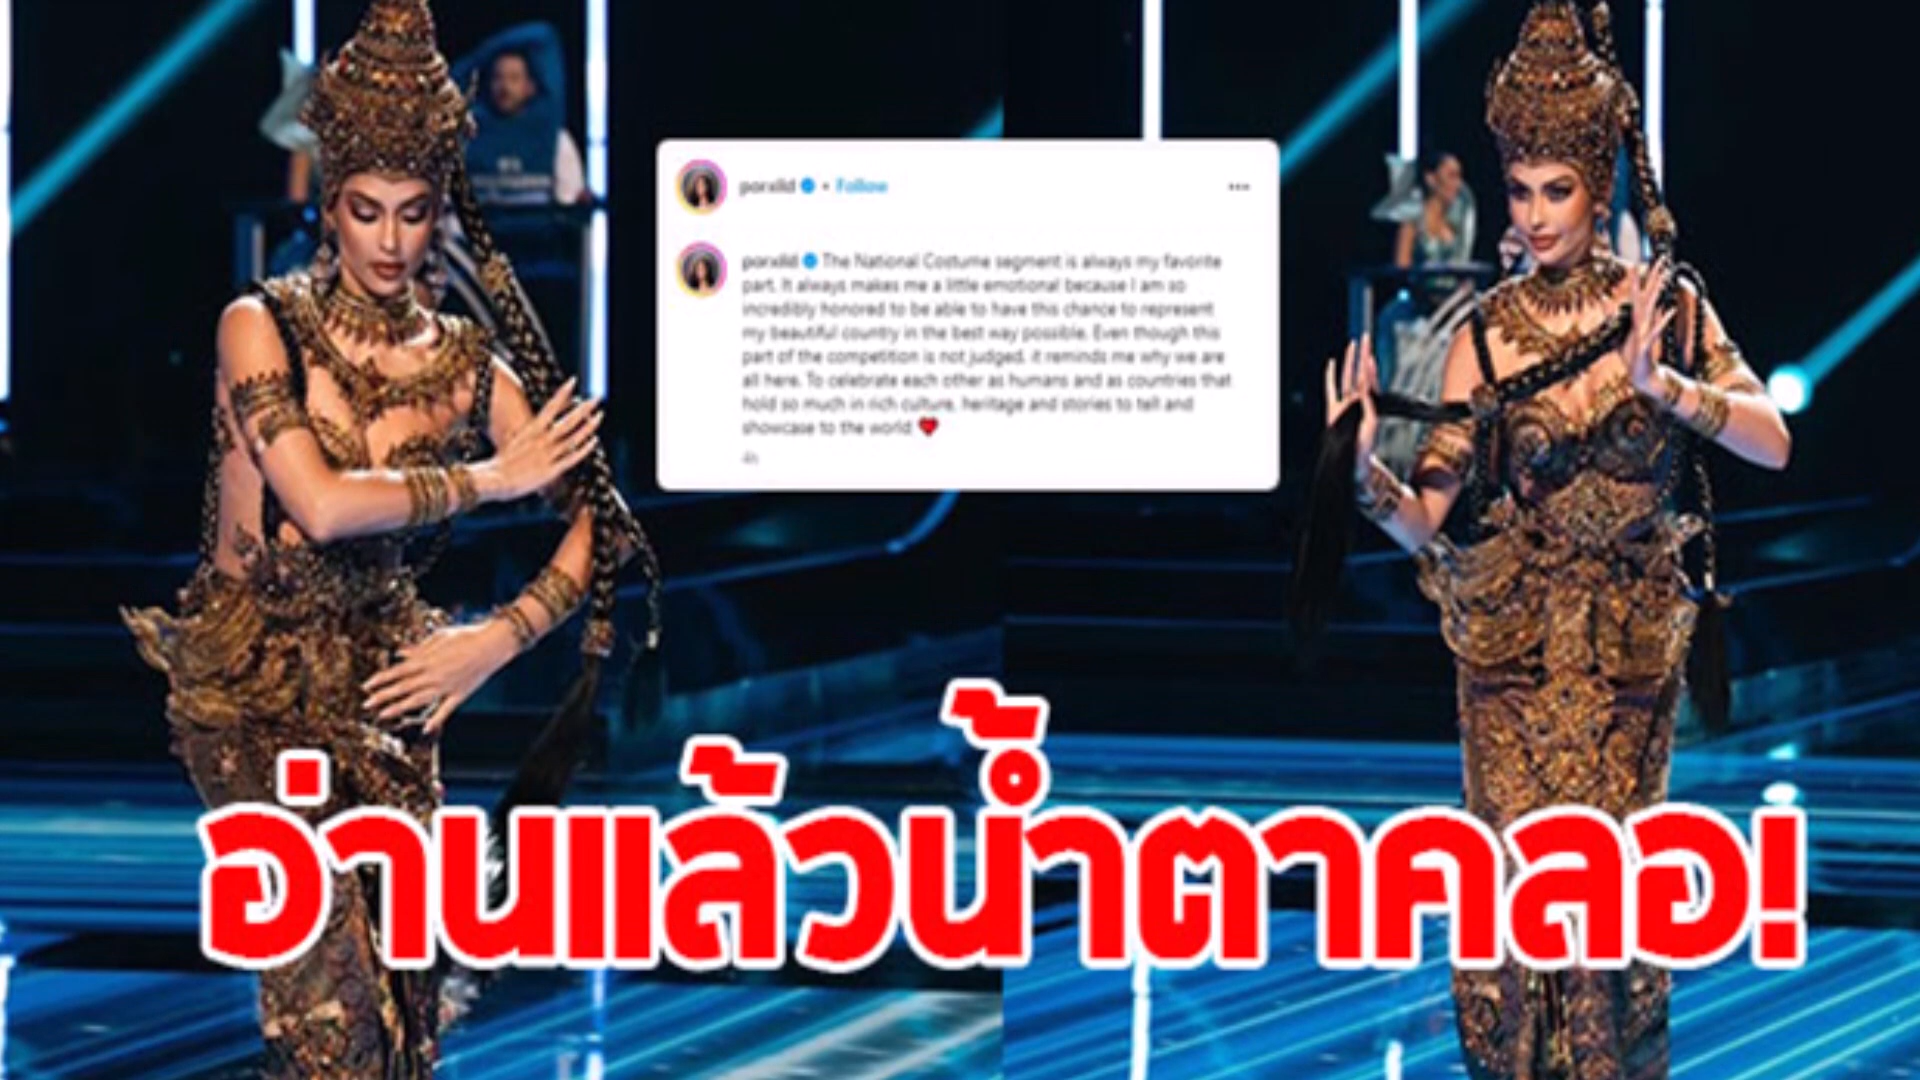 porxild • Follow
porxild The National Costume segment is always my favorite
part. It always makes me a little emotional because I am so
incredibly honored to be able to have this chance to represent
my beautiful country in the best way possible. Even though this
part of the competition is not judged, it reminds me why we are
all here. To celebrate each other as humans and as countries that
hold so much in rich culture, heritage and stories to tell and
showcase to the world
4h
อ่านแล้วน้ำตาคลอ!